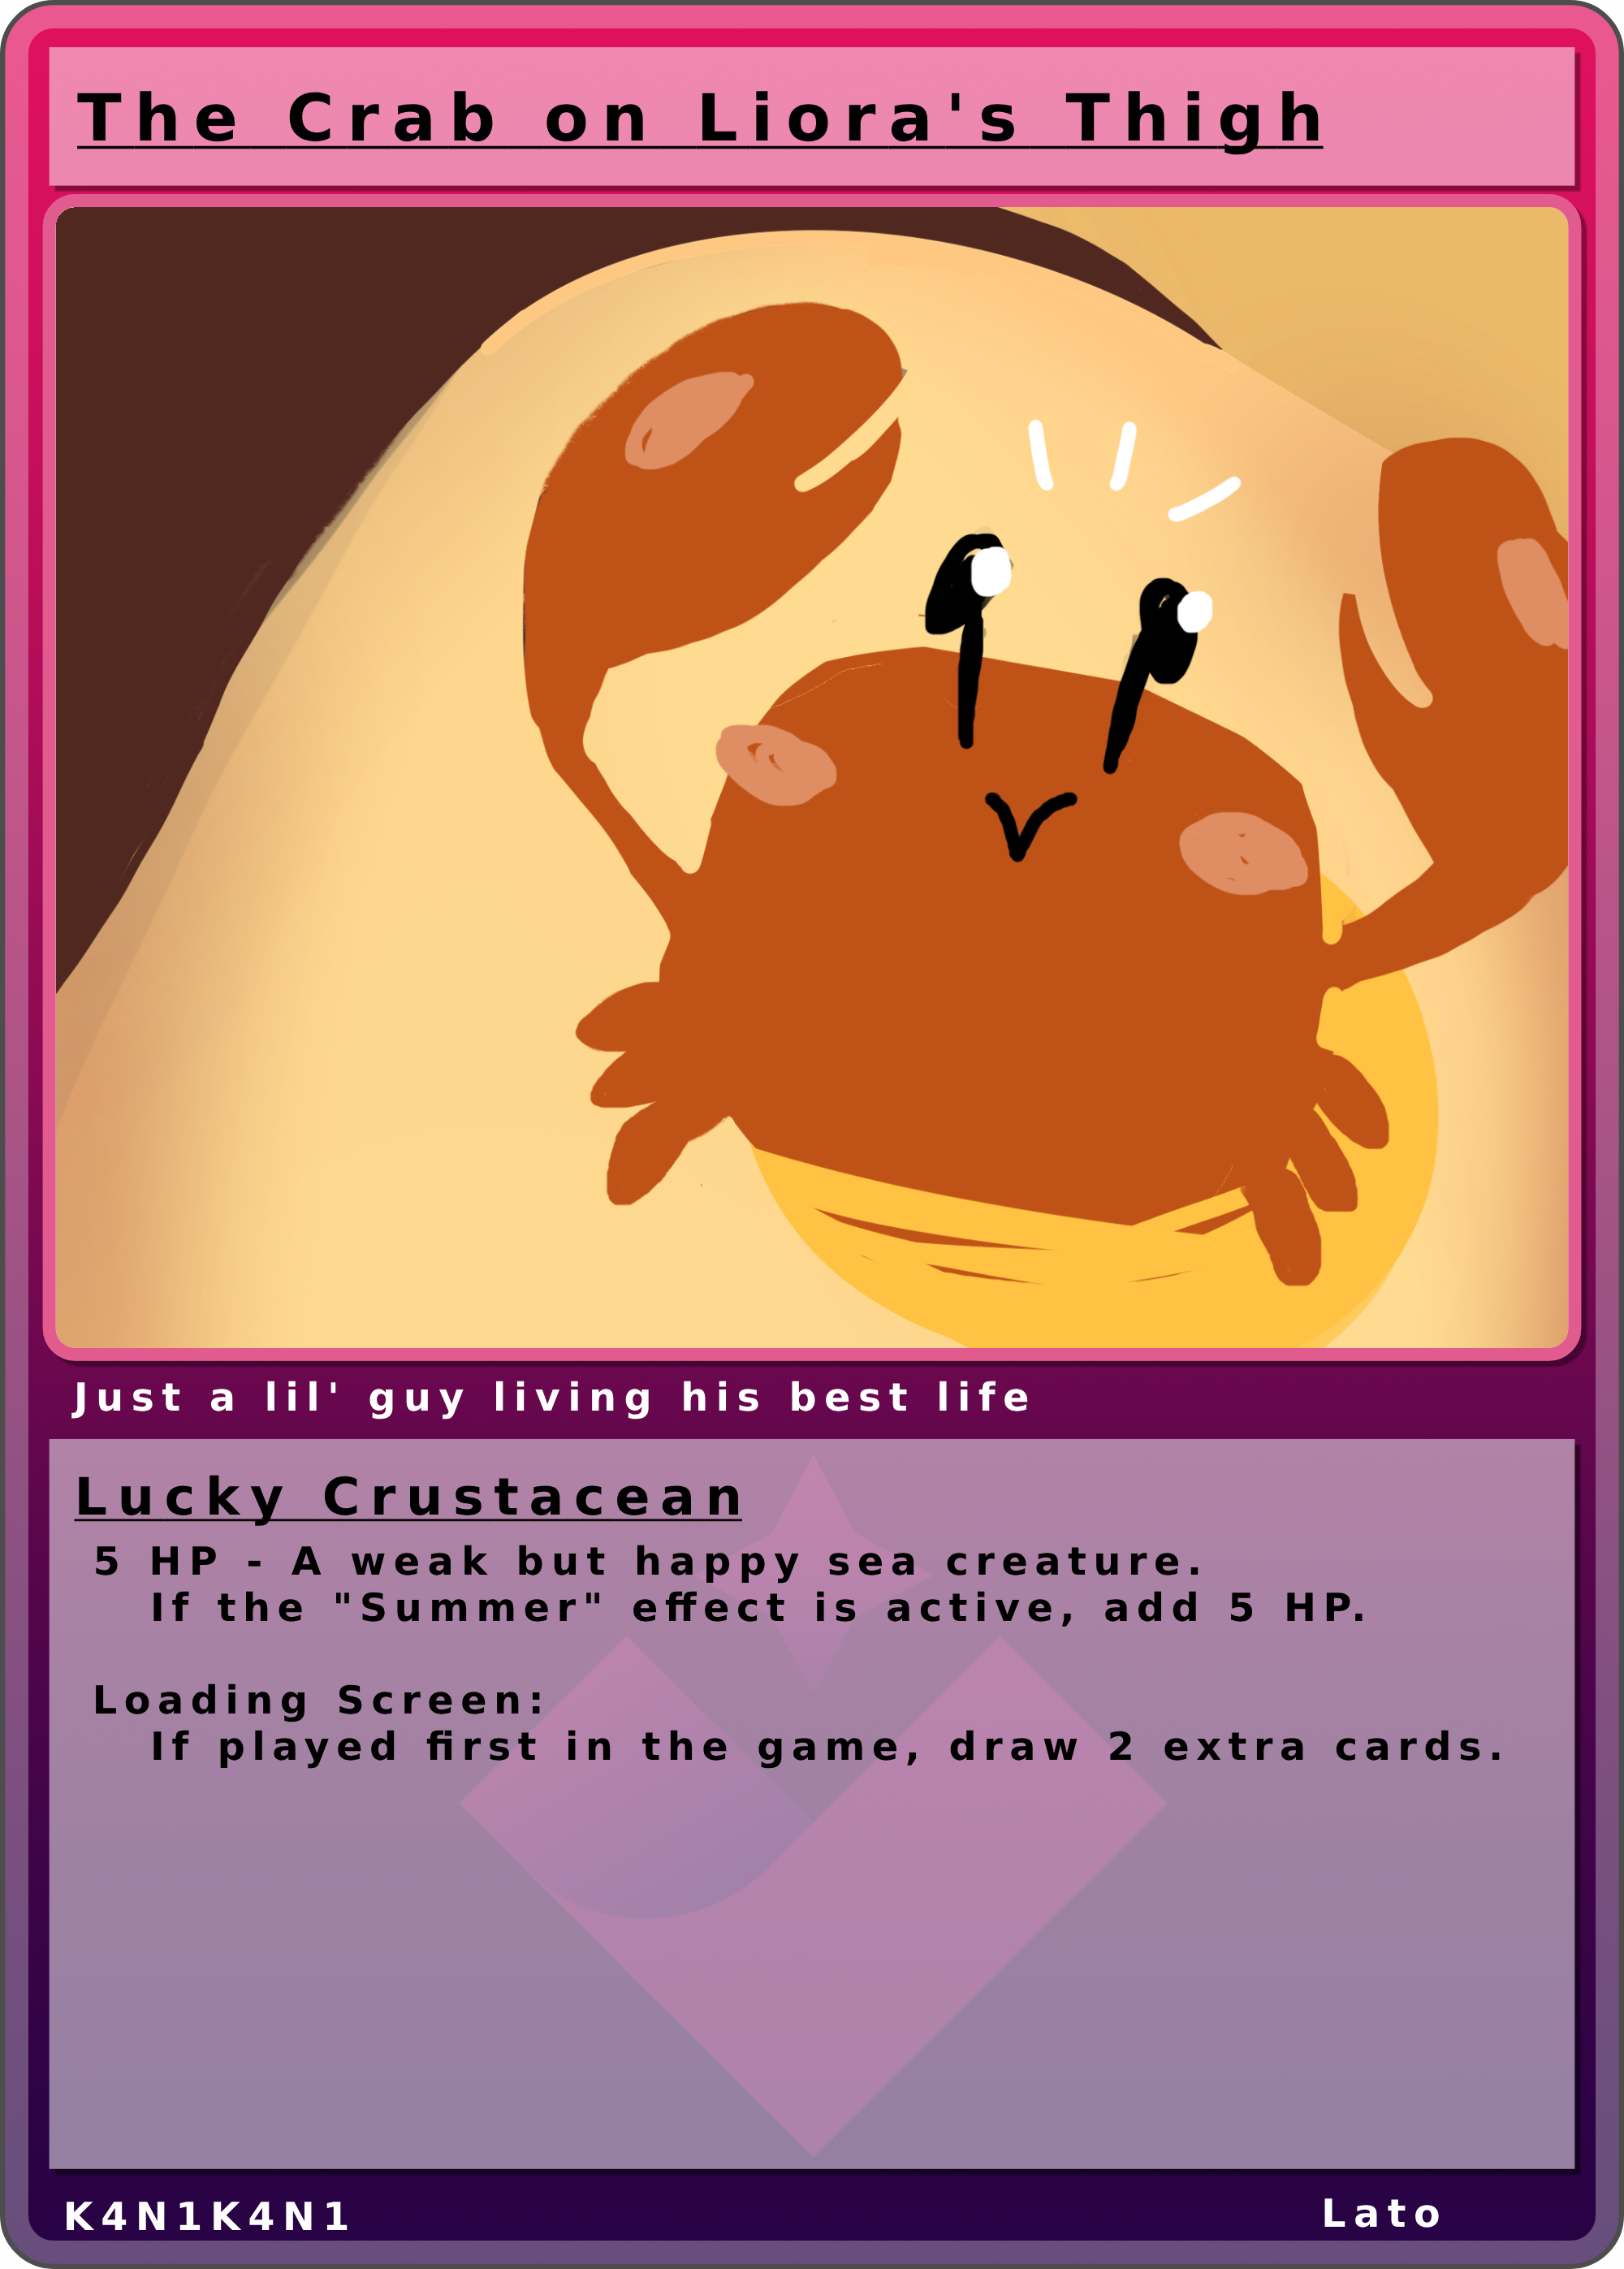 The Crab on Liora's Thigh
Just a lil' guy living his best life
Lucky Crustacean
5 HP - A weak but happy sea creature.
If the "Summer" effect is active, add 5 HP.
Loading Screen:
If played first in the game, draw 2 extra cards.
K4N1K4N1
Lato